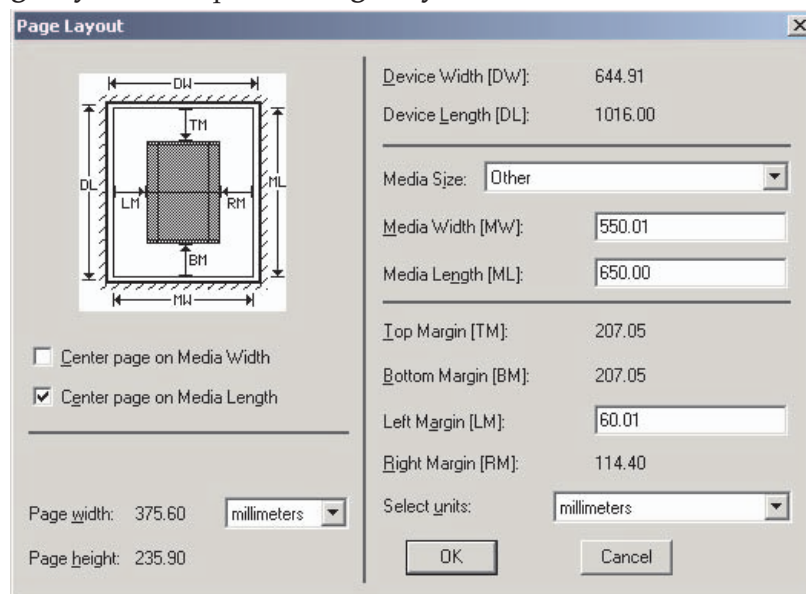 Page Layout
DW
TM
DL
ML
LM
RM
BM
MW
Center page on Media Width
Center page on Media Length
Page width: 375.60 millimeters
Page height: 235.90
Device Width [DW]: 644.91
Device Length [DL]: 1016.00
Media Size: Other
Media Width [MW]: 550.01
Media Length [ML]: 650.00
Top Margin [TM]: 207.05
Bottom Margin [BM]: 207.05
Left Margin [LM]: 60.01
Right Margin [RM]: 114.40
Select units: millimeters
OK Cancel